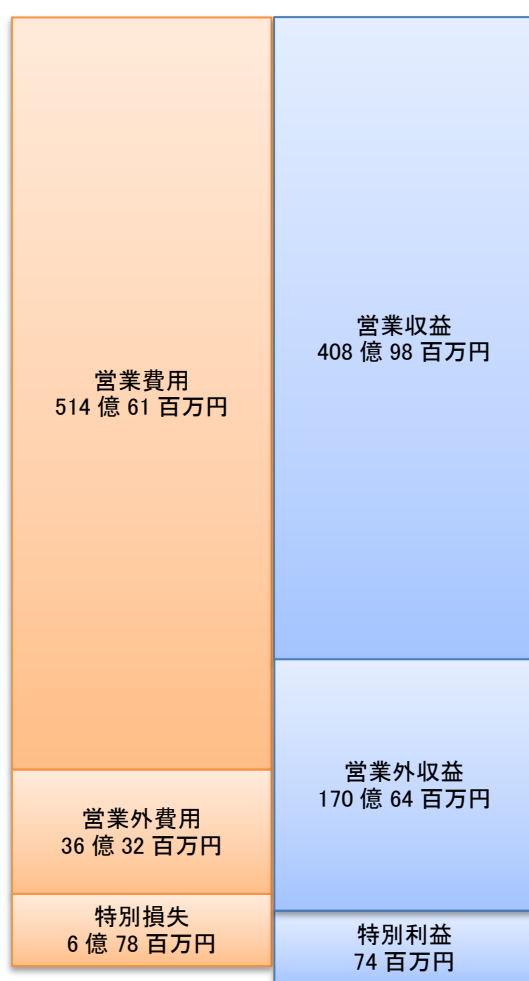 営業費用
514 億 61 百万円
営業外費用
36 億 32 百万円
特別損失
6 億 78 百万円
営業収益
408 億 98 百万円
営業外収益
170 億 64 百万円
特別利益
74 百万円